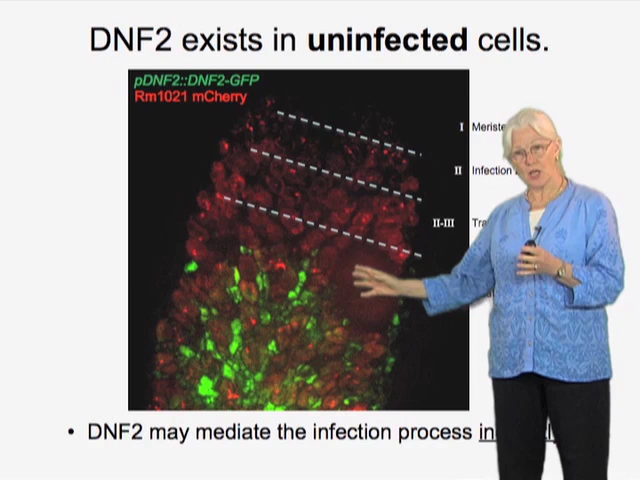 DNF2 exists in uninfected cells.
pDNF2::DNF2-GFP
Rm1021 mCherry
I
II Infection
II-III
• DNF2 may mediate the infection process